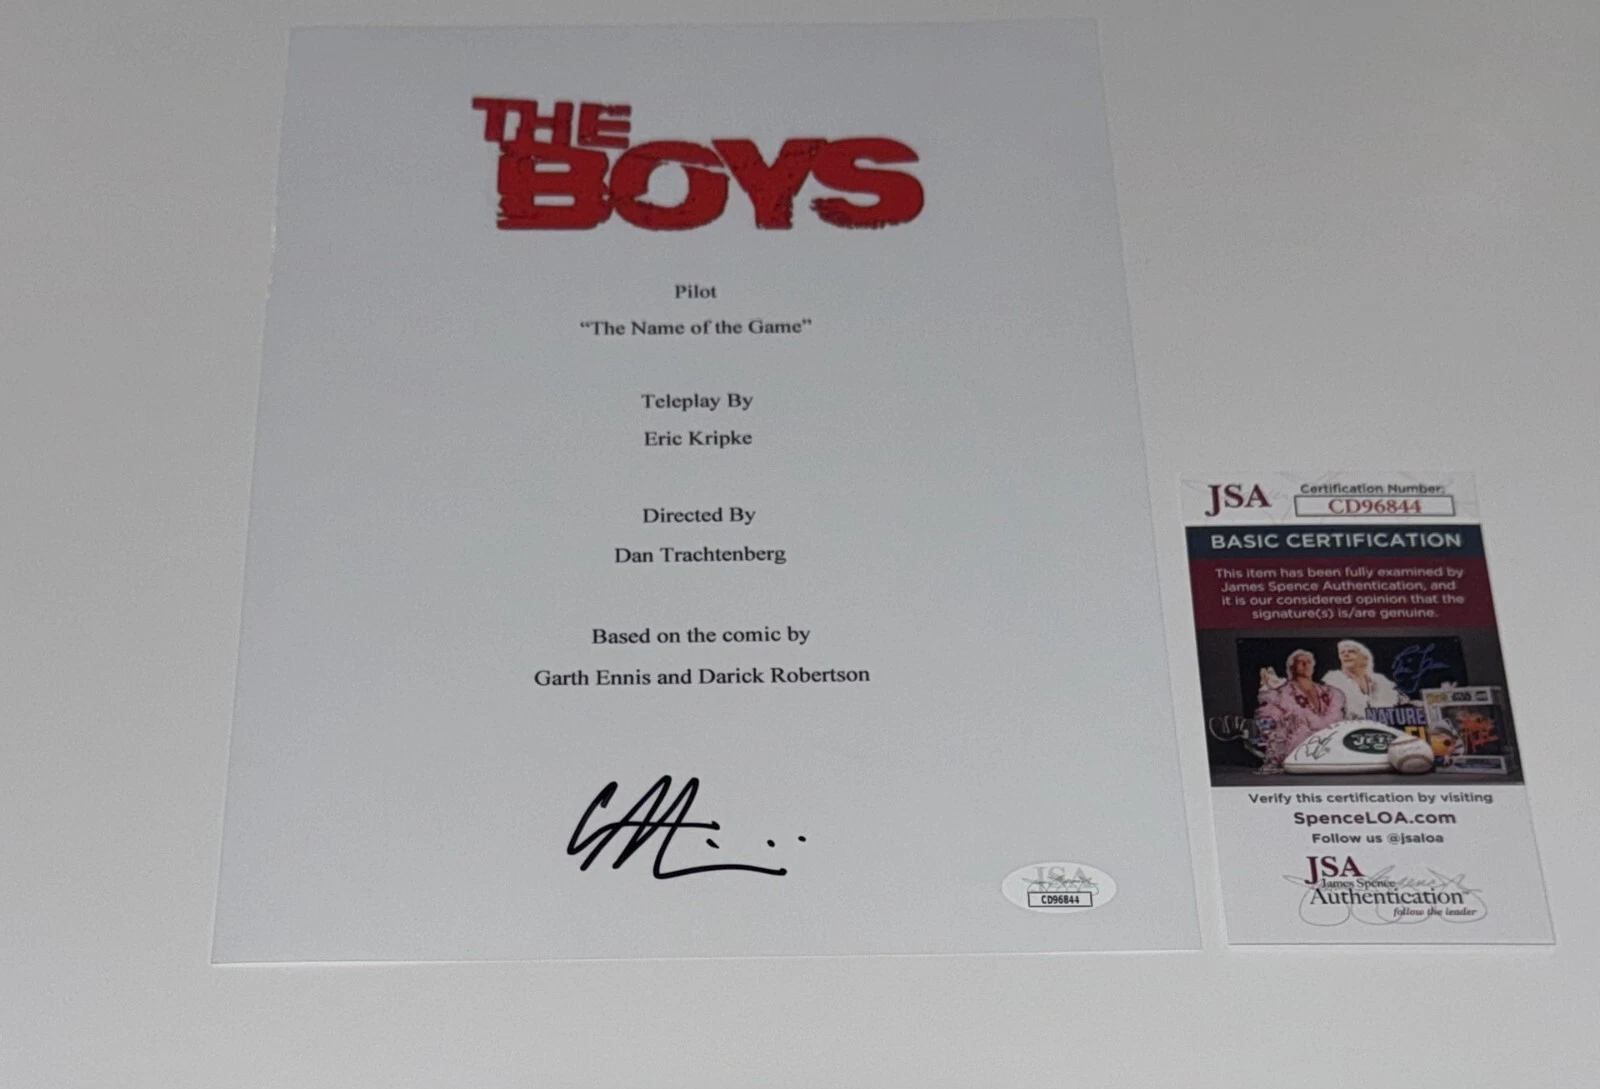 THE
BOYS
Pilot
“The Name of the Game”
Teleplay By
Eric Kripke
Directed By
Dan Trachtenberg
Based on the comic by
Garth Ennis and Darick Robertson
JSA
CD96844
JSA
Certification Number:
CD96844
BASIC CERTIFICATION
This item has been fully examined by
James Spence Authentication, and
it is our considered opinion that the
signature(s) is/are genuine.
NATURE
JETS
Verify this certification by visiting
SpenceLOA.com
Follow us @jsaloa
JSA
James Spence
Authentication™
follow the leader